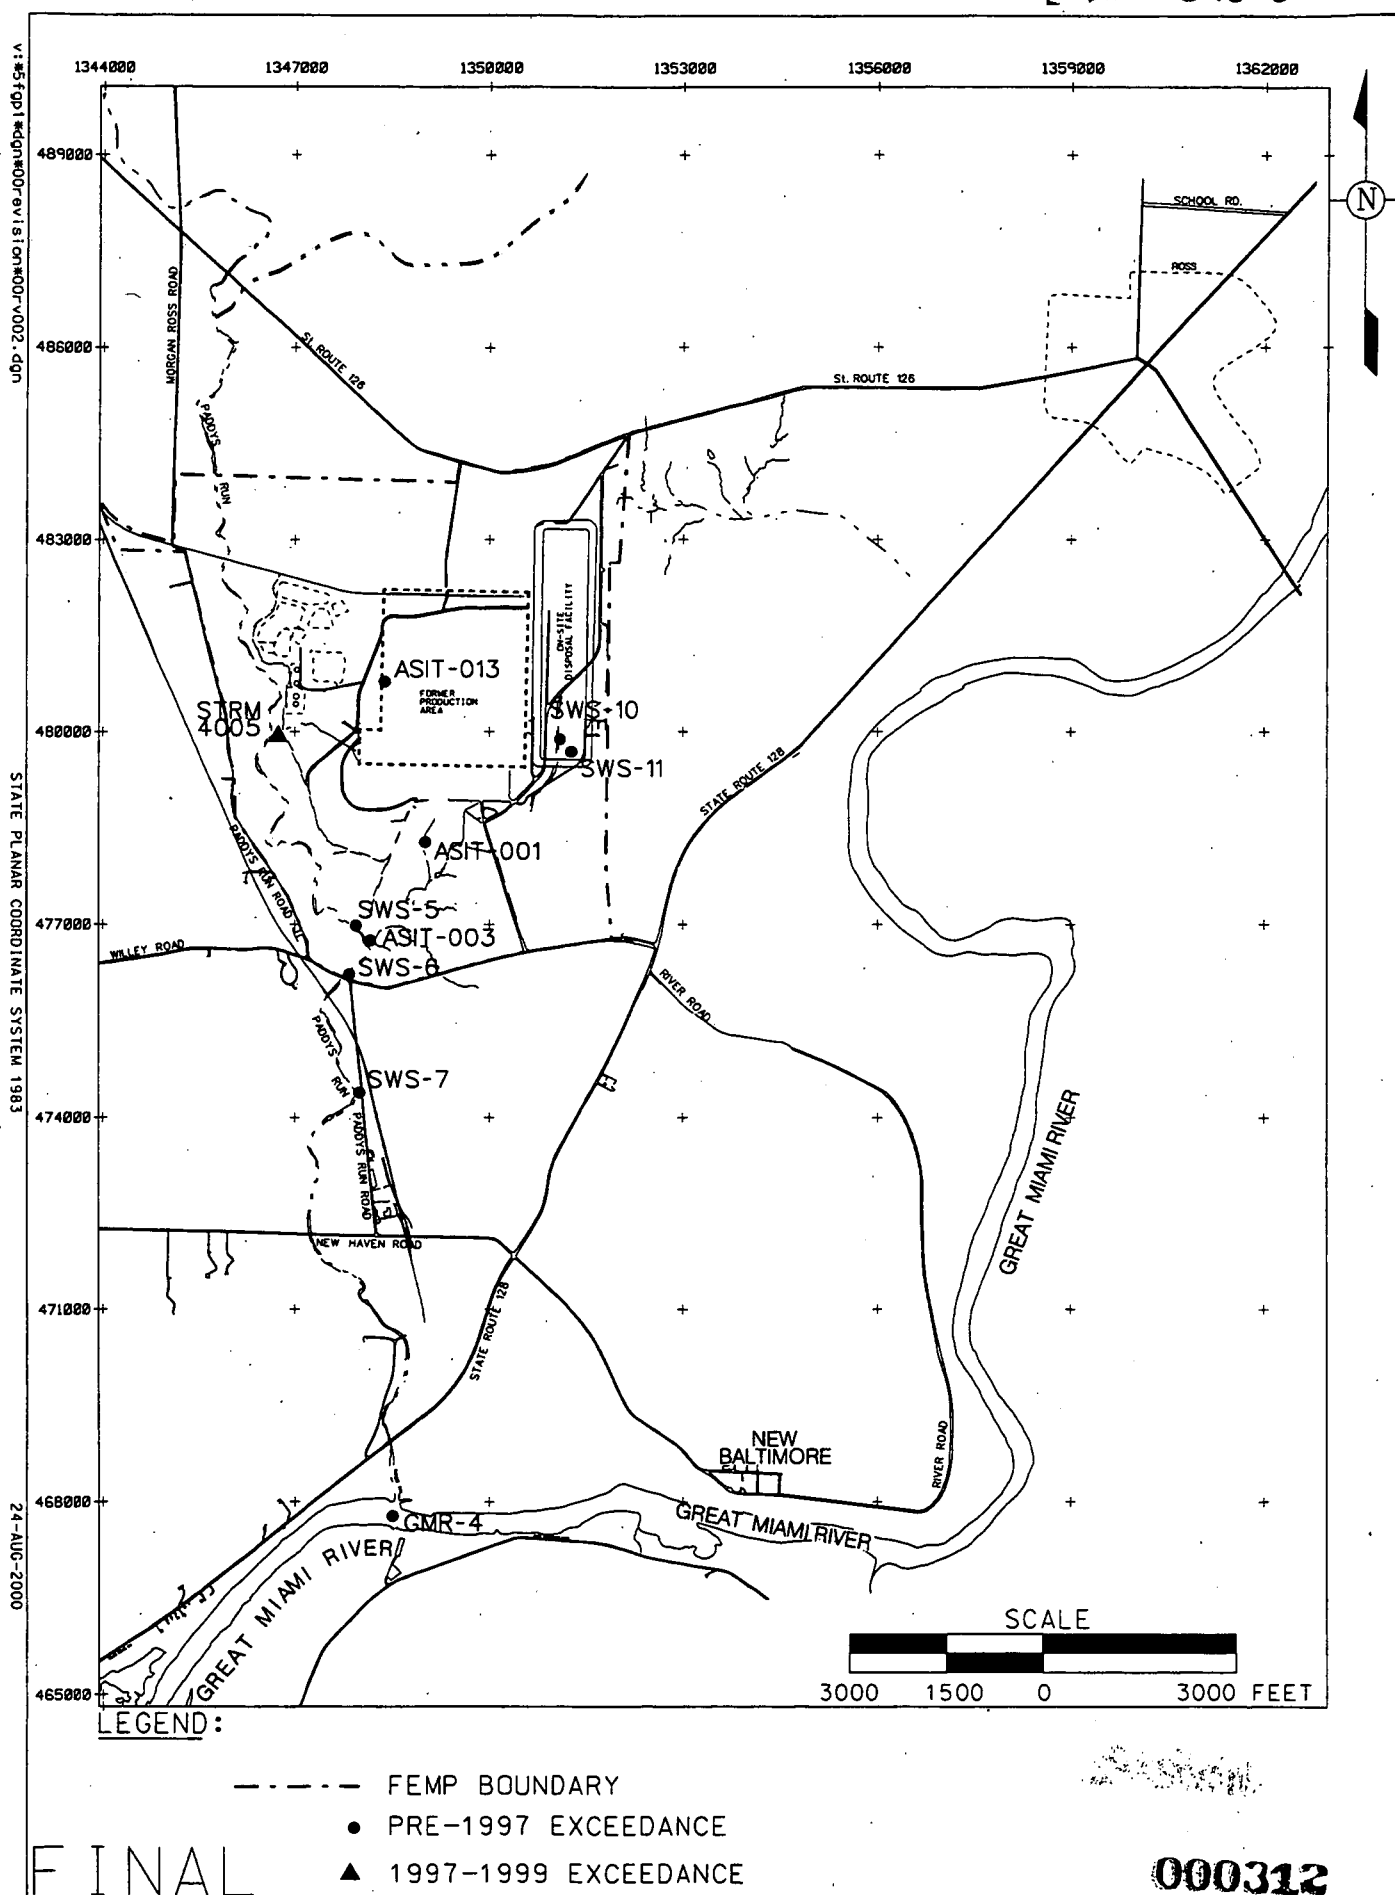 1344000 1347000 1350000 1353000 1356000 1359000 1362000
489000
486000
483000
480000
477000
474000
471000
468000
465000
v:*5fgp1*dgn*00revision*00rv002.dgn
STATE PLANAR COORDINATE SYSTEM 1983
24-AUG-2000
N
SCHOOL RD.
ROSS
MORGAN ROSS ROAD
St. ROUTE 126
St. ROUTE 126
PADDYS
RUN
ON-SITE
DISPOSAL FACILITY
ASIT-013
FORMER
PRODUCTION
AREA
STRM
4005
SWS-10
SWS-11
STATE ROUTE 128
ASIT-001
PADDYS RUN ROAD
SWS-5
ASIT-003
WILLEY ROAD
SWS-6
RIVER ROAD
PADDYS
RUN
SWS-7
PADDYS RUN ROAD
GREAT MIAMI RIVER
NEW HAVEN ROAD
STATE ROUTE 128
NEW
BALTIMORE
RIVER ROAD
GMR-4
GREAT MIAMI RIVER
GREAT MIAMI RIVER
SCALE
3000 1500 0 3000 FEET
LEGEND:
FEMP BOUNDARY
PRE-1997 EXCEEDANCE
1997-1999 EXCEEDANCE
FINAL
000312